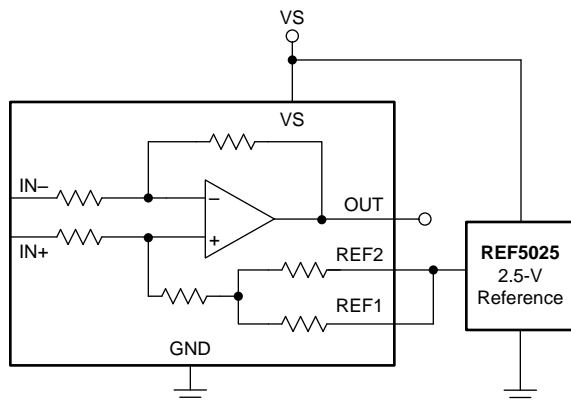 VS
VS
IN–
OUT
IN+
REF2
REF1
GND
REF5025
2.5-V
Reference